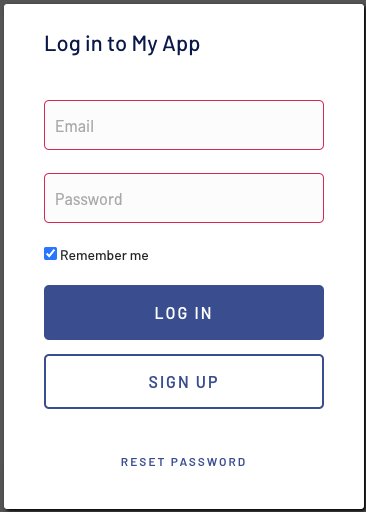 Log in to My App
Email
Password
Remember me
LOG IN
SIGN UP
RESET PASSWORD